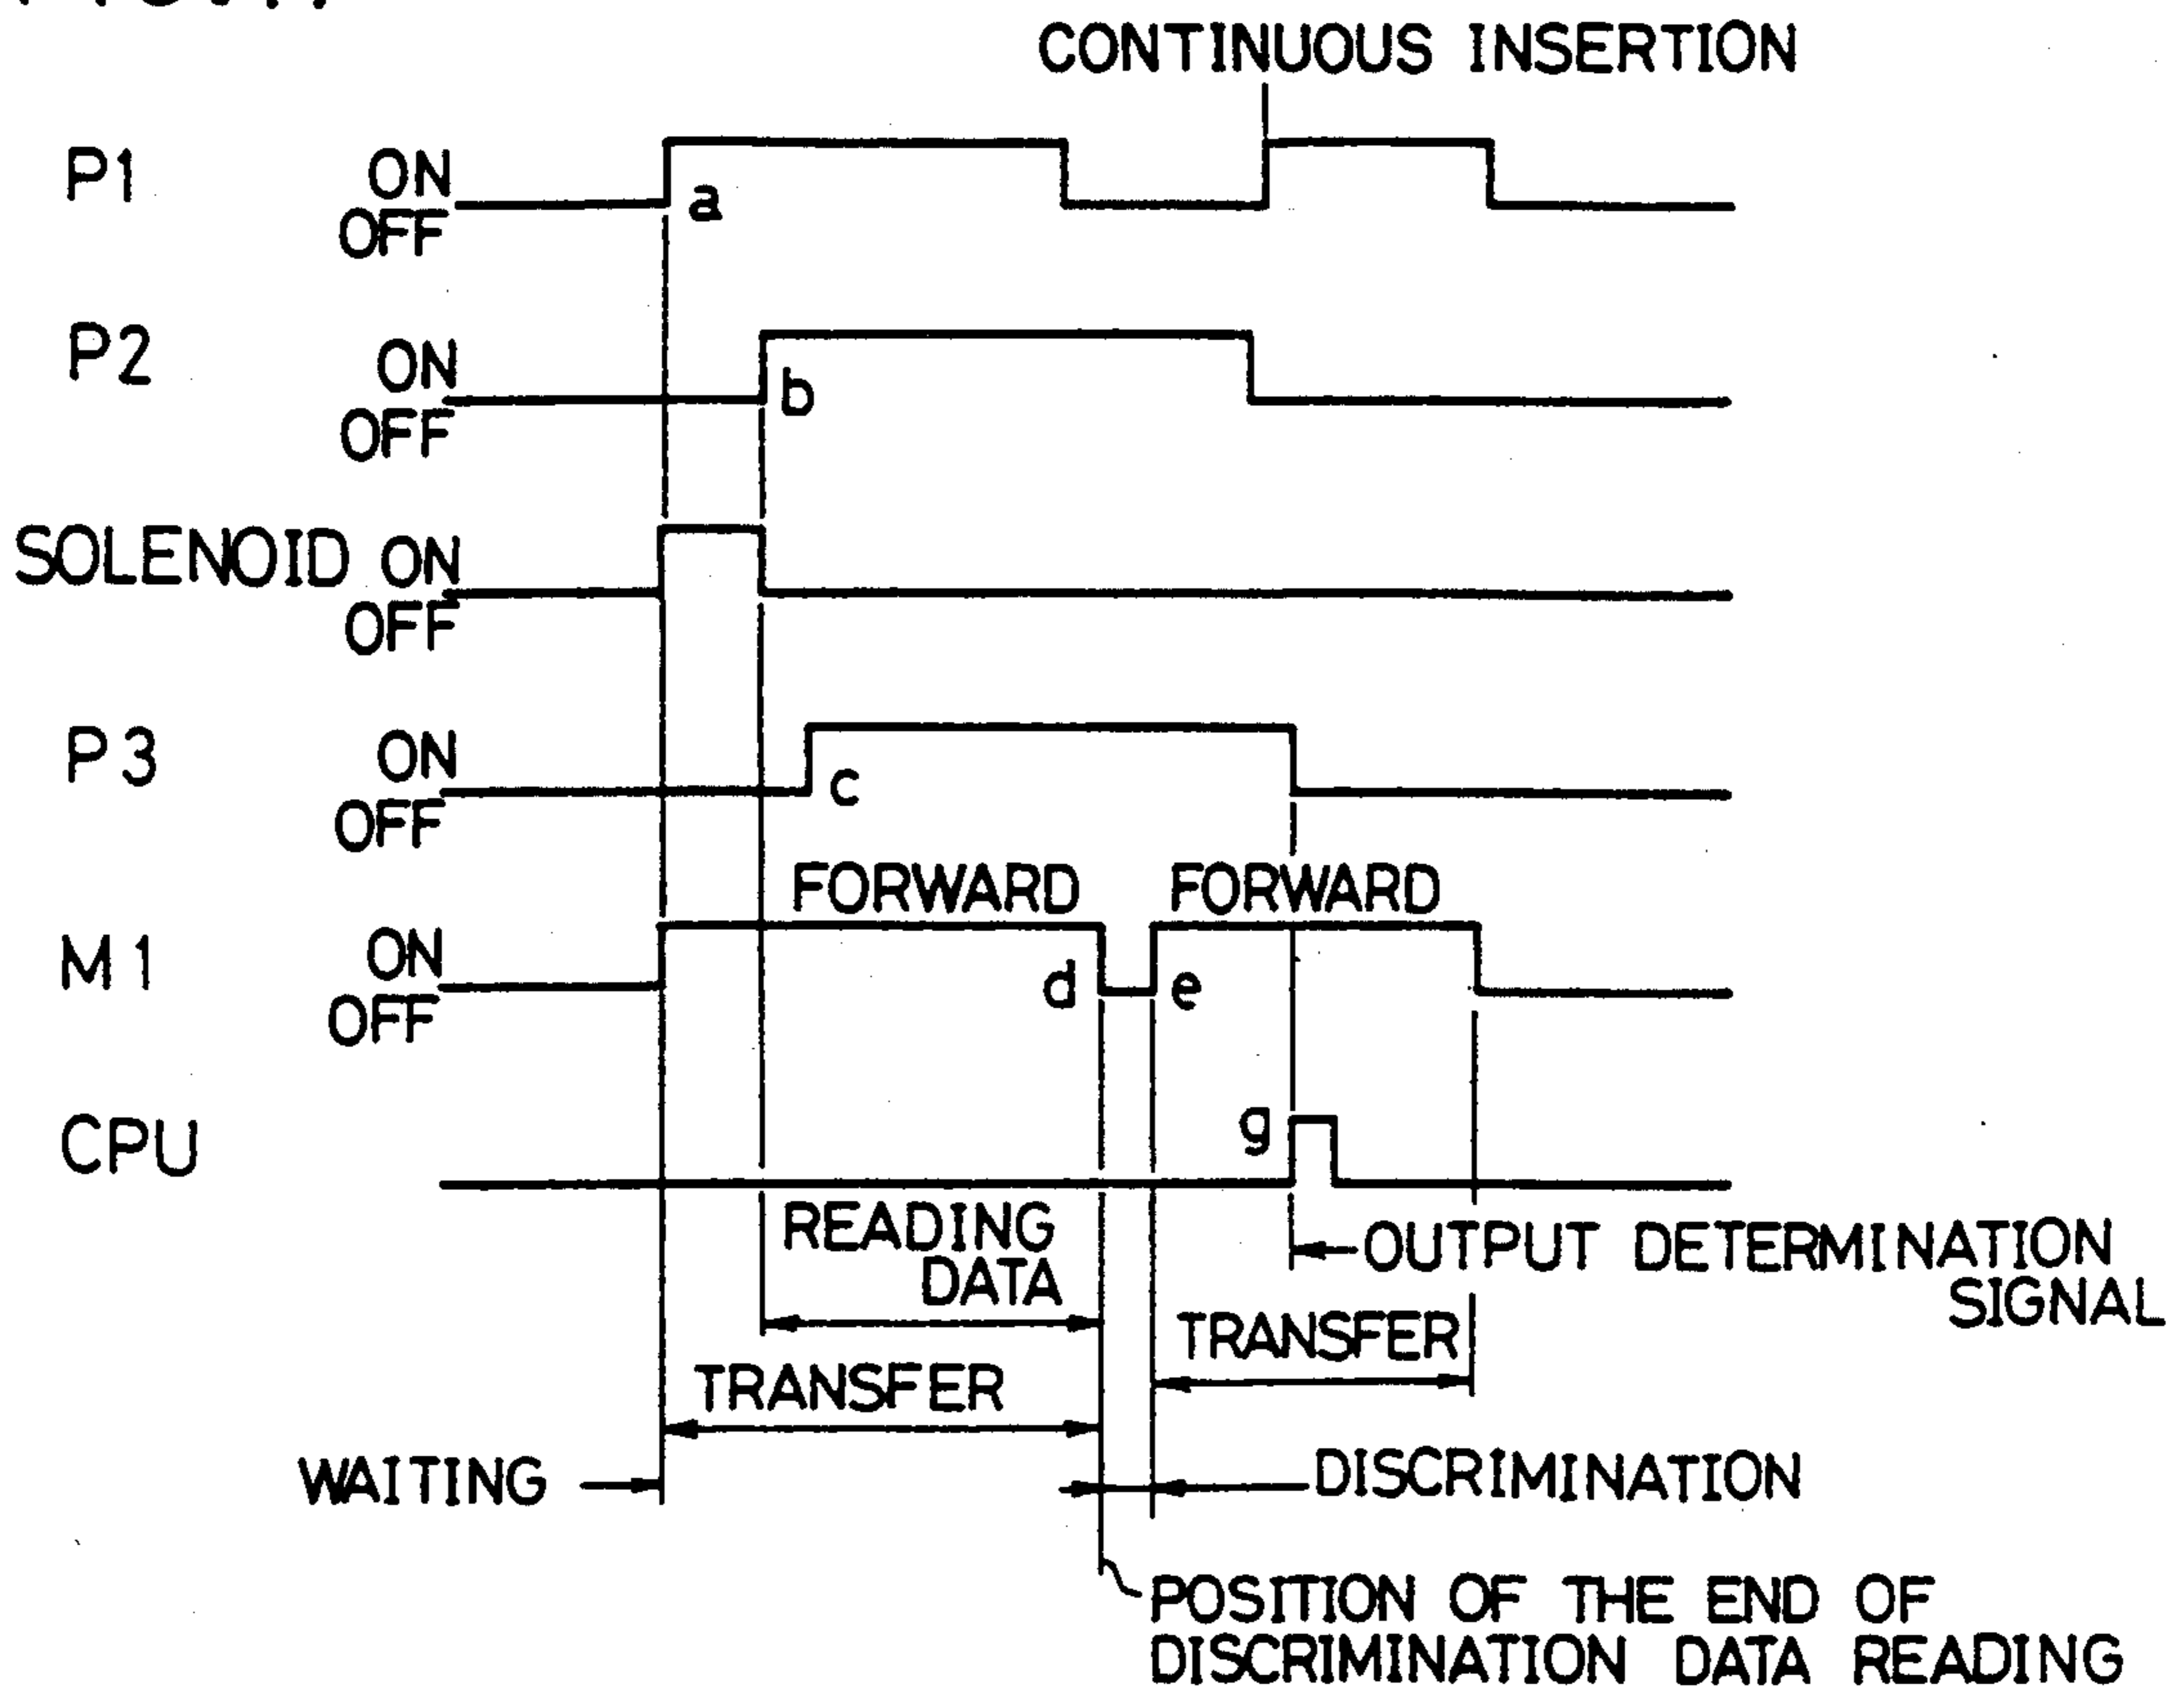 CONTINUOUS INSERTION
P1 ON
OFF
a
P2 ON
OFF
b
SOLENOID ON
OFF
P3 ON
OFF
c
FORWARD FORWARD
M1 ON
OFF
d e
CPU
g
READING
DATA
OUTPUT DETERMINATION
SIGNAL
TRANSFER
TRANSFER
WAITING
DISCRIMINATION
POSITION OF THE END OF
DISCRIMINATION DATA READING